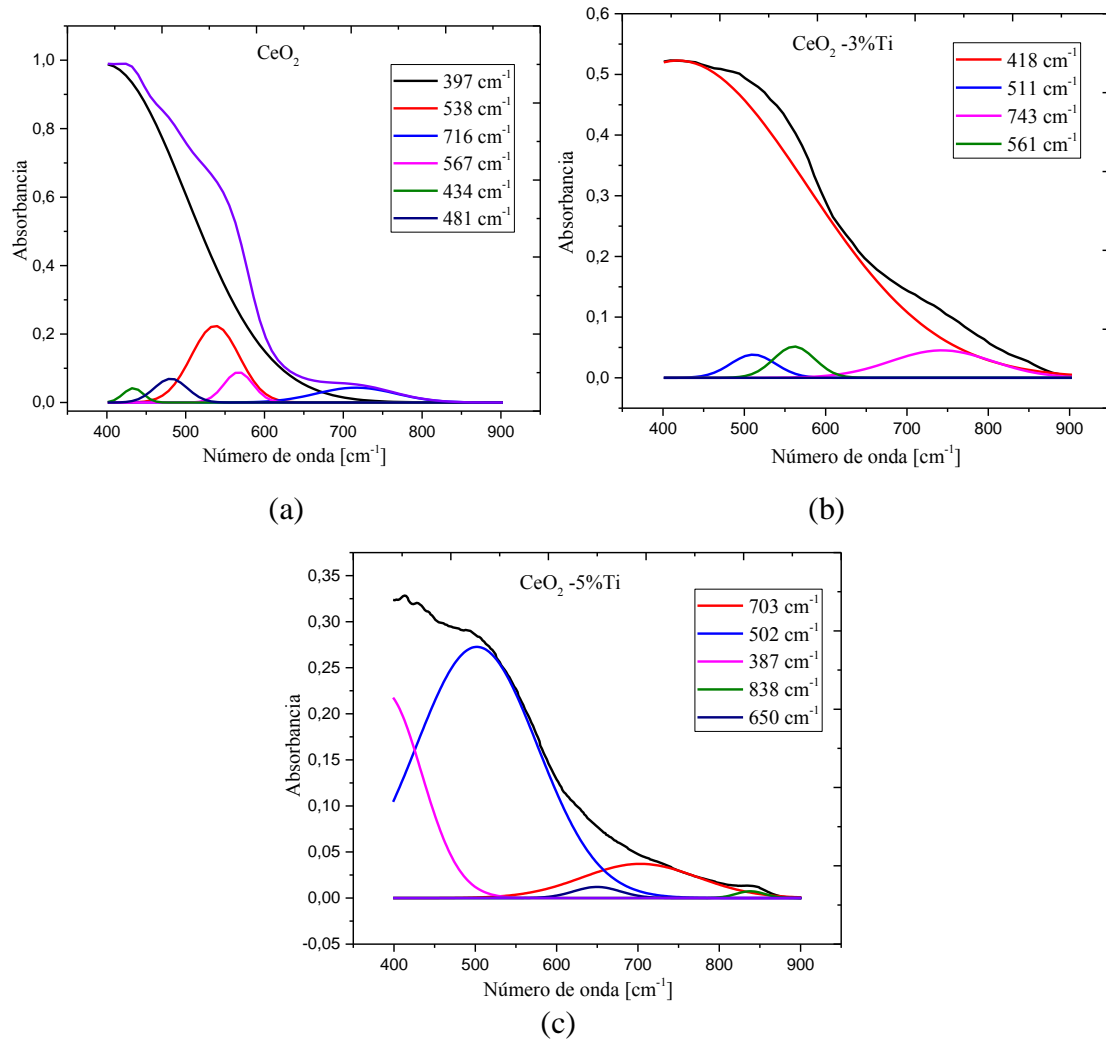 CeO₂
1,0
0,8
0,6
0,4
0,2
0,0
Absorbancia
397 cm⁻¹
538 cm⁻¹
716 cm⁻¹
567 cm⁻¹
434 cm⁻¹
481 cm⁻¹
400 500 600 700 800 900
Número de onda [cm⁻¹]
(a)
CeO₂ -3%Ti
0,6
0,5
0,4
0,3
0,2
0,1
0,0
Absorbancia
418 cm⁻¹
511 cm⁻¹
743 cm⁻¹
561 cm⁻¹
400 500 600 700 800 900
Número de onda [cm⁻¹]
(b)
CeO₂ -5%Ti
0,35
0,30
0,25
0,20
0,15
0,10
0,05
0,00
-0,05
Absorbancia
703 cm⁻¹
502 cm⁻¹
387 cm⁻¹
838 cm⁻¹
650 cm⁻¹
400 500 600 700 800 900
Número de onda [cm⁻¹]
(c)